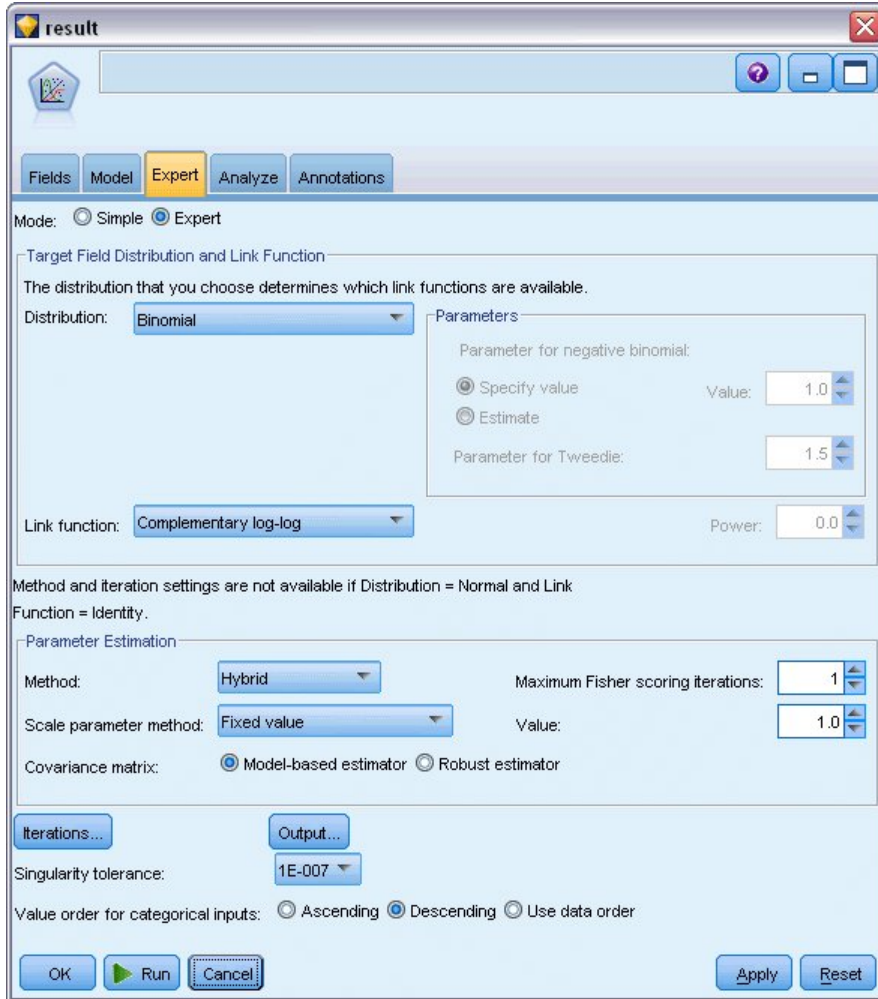 result
Fields Model Expert Analyze Annotations
Mode: Simple Expert
Target Field Distribution and Link Function
The distribution that you choose determines which link functions are available.
Distribution: Binomial
Parameters
Parameter for negative binomial:
Specify value Value: 1.0
Estimate
Parameter for Tweedie: 1.5
Link function: Complementary log-log Power: 0.0
Method and iteration settings are not available if Distribution = Normal and Link
Function = Identity.
Parameter Estimation
Method: Hybrid Maximum Fisher scoring iterations: 1
Scale parameter method: Fixed value Value: 1.0
Covariance matrix: Model-based estimator Robust estimator
Iterations... Output...
Singularity tolerance: 1E-007
Value order for categorical inputs: Ascending Descending Use data order
OK Run Cancel Apply Reset